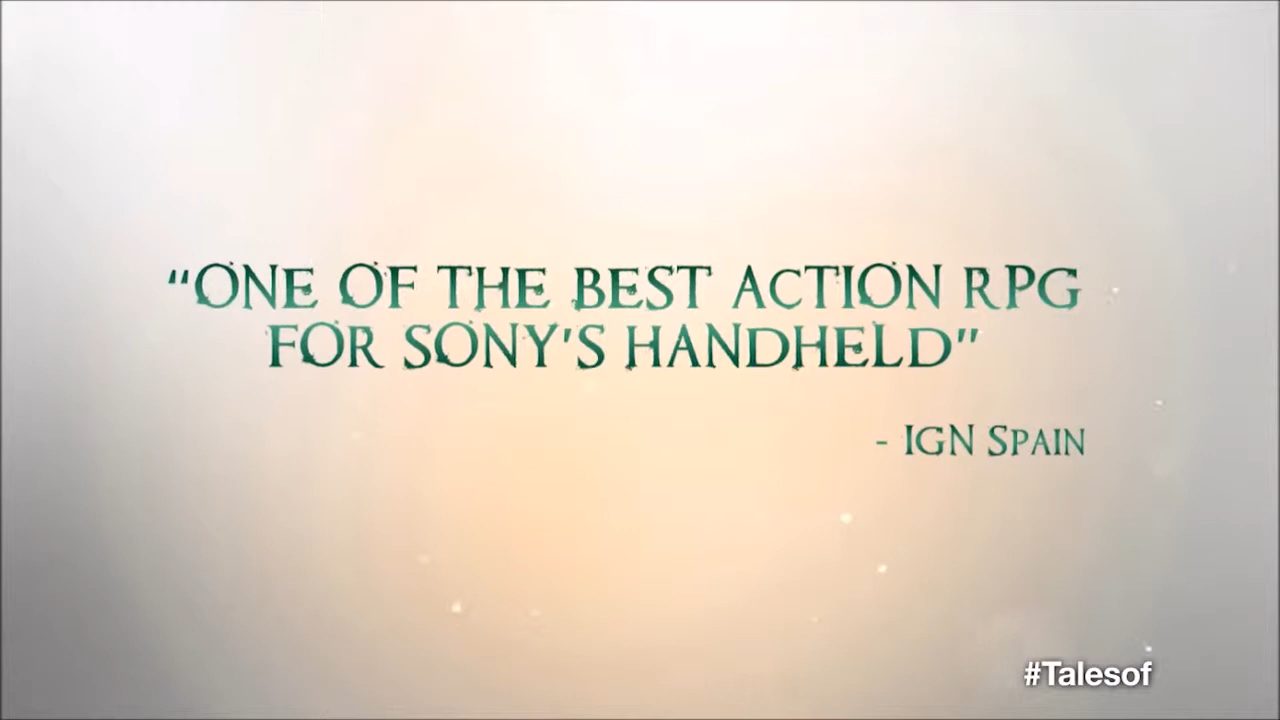 “ONE OF THE BEST ACTION RPG
FOR SONY'S HANDHELD”
- IGN SPAIN
#Talesof